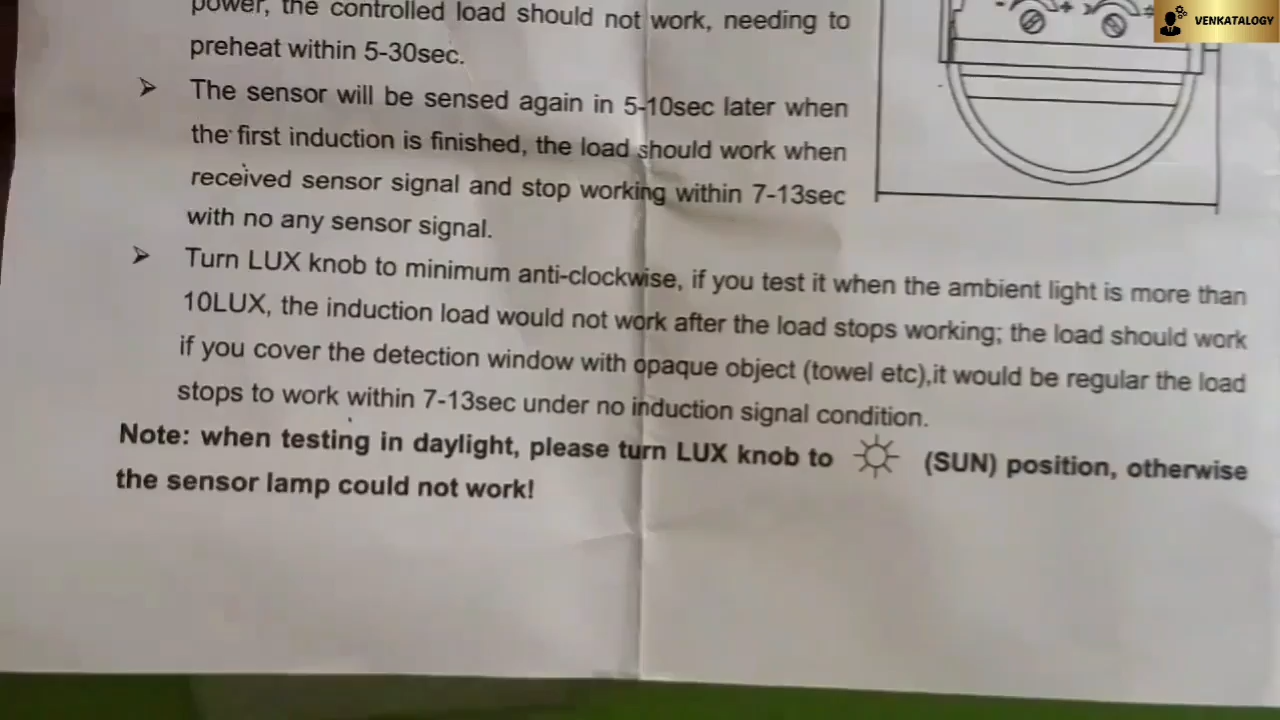 power, the controlled load should not work, needing to
preheat within 5-30sec.
➢ The sensor will be sensed again in 5-10sec later when
the first induction is finished, the load should work when
received sensor signal and stop working within 7-13sec
with no any sensor signal.
➢ Turn LUX knob to minimum anti-clockwise, if you test it when the ambient light is more than
10LUX, the induction load would not work after the load stops working; the load should work
if you cover the detection window with opaque object (towel etc),it would be regular the load
stops to work within 7-13sec under no induction signal condition.
Note: when testing in daylight, please turn LUX knob to ☼ (SUN) position, otherwise
the sensor lamp could not work!
VENKATALOGY